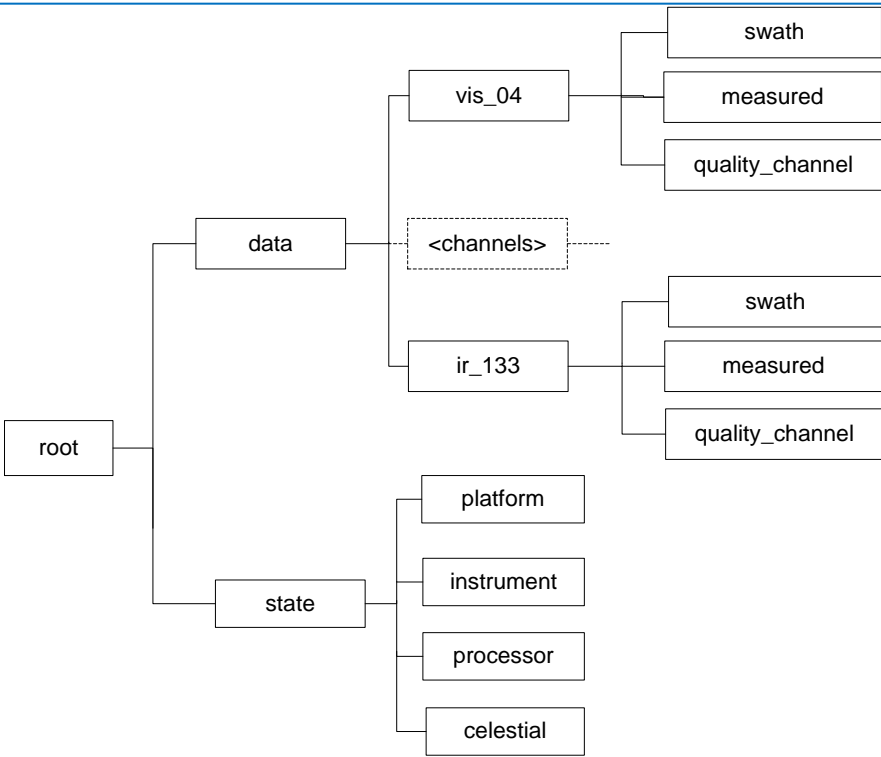 swath
vis_04
measured
quality_channel
data
<channels>
swath
ir_133
measured
quality_channel
root
platform
instrument
state
processor
celestial